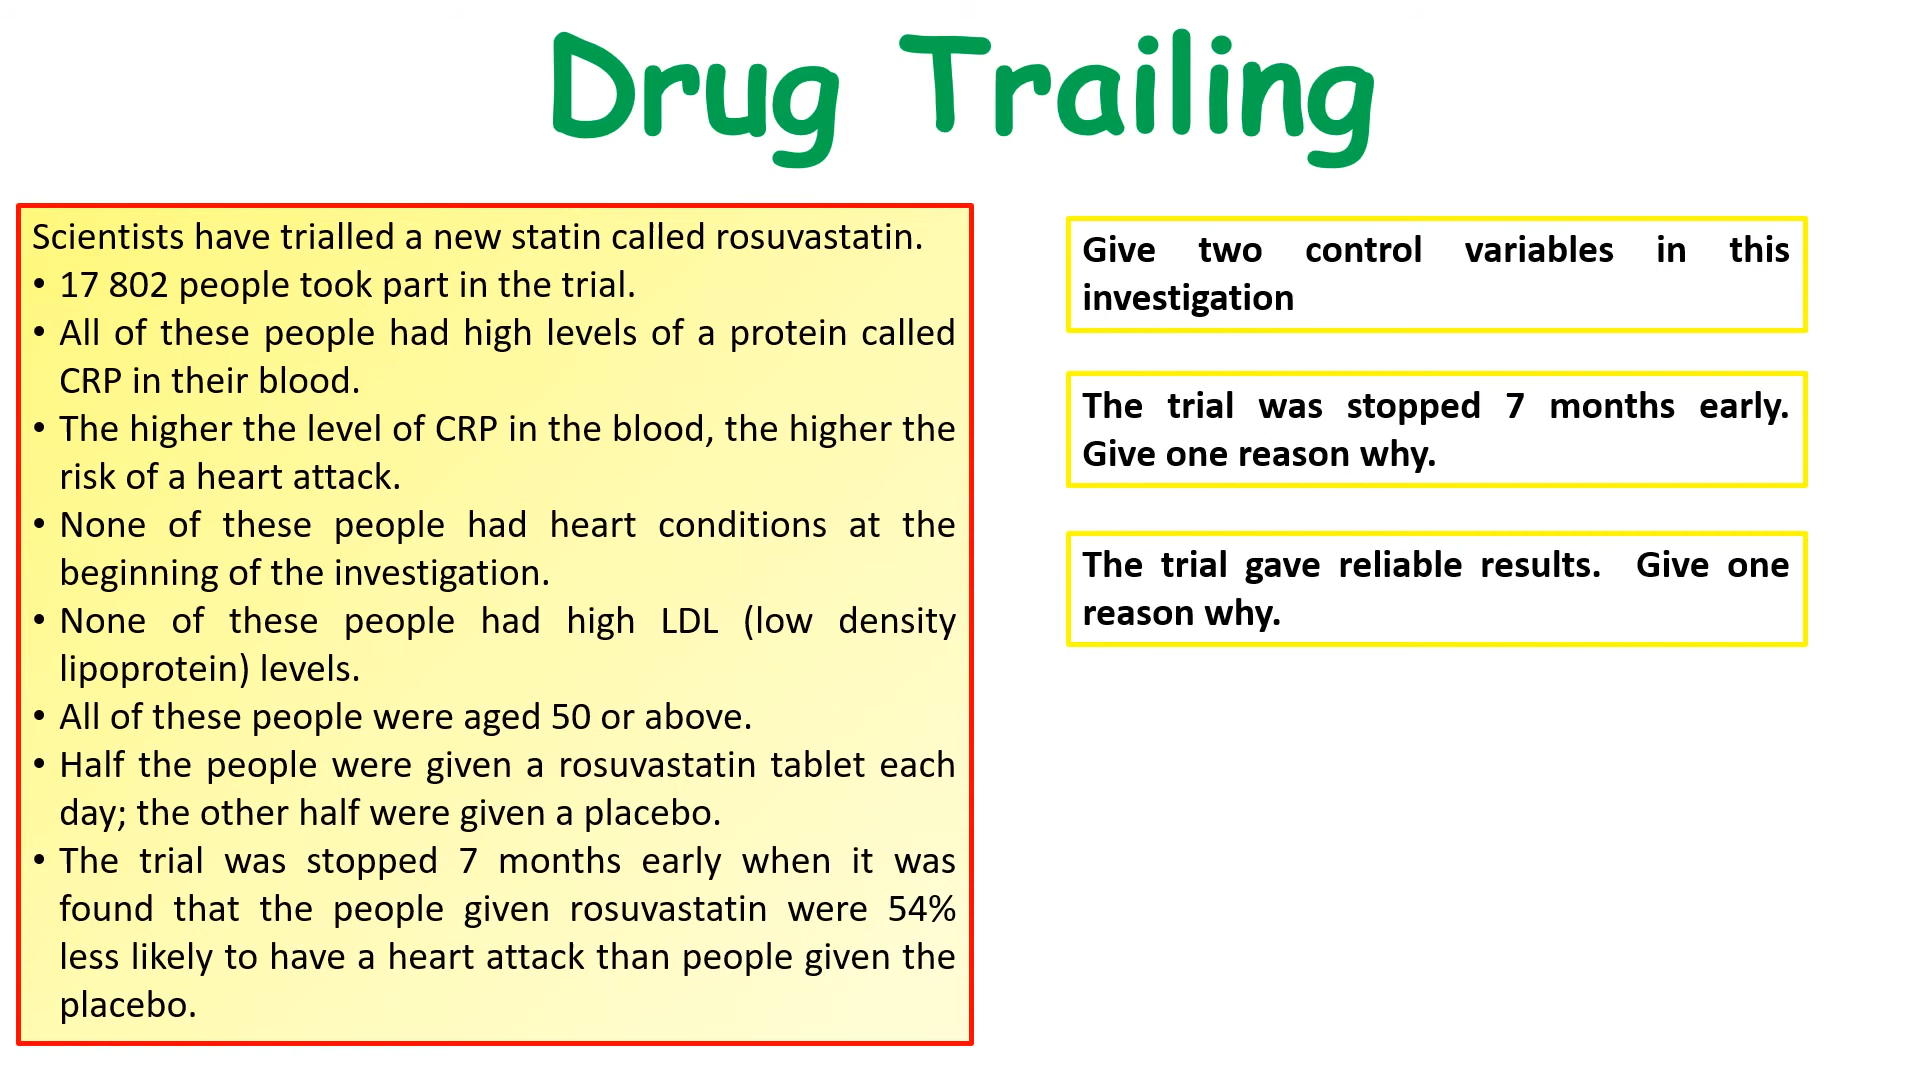 Drug Trailing
Scientists have trialled a new statin called rosuvastatin.
• 17 802 people took part in the trial.
• All of these people had high levels of a protein called
CRP in their blood.
• The higher the level of CRP in the blood, the higher the
risk of a heart attack.
• None of these people had heart conditions at the
beginning of the investigation.
• None of these people had high LDL (low density
lipoprotein) levels.
• All of these people were aged 50 or above.
• Half the people were given a rosuvastatin tablet each
day; the other half were given a placebo.
• The trial was stopped 7 months early when it was
found that the people given rosuvastatin were 54%
less likely to have a heart attack than people given the
placebo.
Give two control variables in this
investigation
The trial was stopped 7 months early.
Give one reason why.
The trial gave reliable results. Give one
reason why.